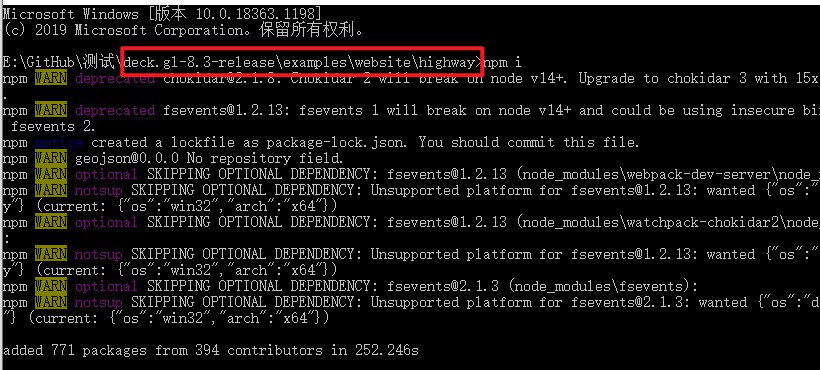 Microsoft Windows [版本 10.0.18363.1198]
(c) 2019 Microsoft Corporation。保留所有权利。
E:\GitHub\测试\deck.gl-8.3-release\examples\website\highway>npm i
npm WARN deprecated chokidar@2.1.8: Chokidar 2 will break on node v14+. Upgrade to chokidar 3 with 15x
.
npm WARN deprecated fsevents@1.2.13: fsevents 1 will break on node v14+ and could be using insecure bi
 fsevents 2.
npm notice created a lockfile as package-lock.json. You should commit this file.
npm WARN geojson@0.0.0 No repository field.
npm WARN optional SKIPPING OPTIONAL DEPENDENCY: fsevents@1.2.13 (node_modules\webpack-dev-server\node_
npm WARN notsup SKIPPING OPTIONAL DEPENDENCY: Unsupported platform for fsevents@1.2.13: wanted {"os":"
y"} (current: {"os":"win32","arch":"x64"})
npm WARN optional SKIPPING OPTIONAL DEPENDENCY: fsevents@1.2.13 (node_modules\watchpack-chokidar2\node_
:
npm WARN notsup SKIPPING OPTIONAL DEPENDENCY: Unsupported platform for fsevents@1.2.13: wanted {"os":"
y"} (current: {"os":"win32","arch":"x64"})
npm WARN optional SKIPPING OPTIONAL DEPENDENCY: fsevents@2.1.3 (node_modules\fsevents):
npm WARN notsup SKIPPING OPTIONAL DEPENDENCY: Unsupported platform for fsevents@2.1.3: wanted {"os":"d
"} (current: {"os":"win32","arch":"x64"})
added 771 packages from 394 contributors in 252.246s